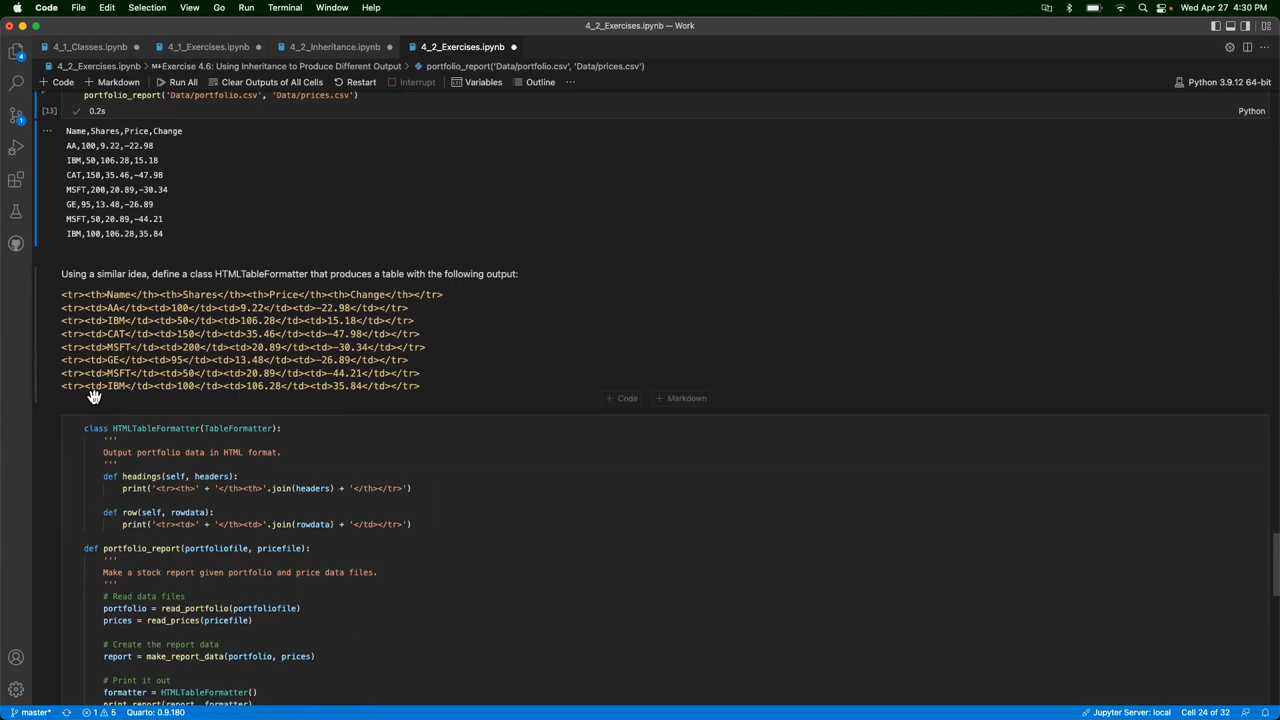 Code File Edit Selection View Go Run Terminal Window Help Wed Apr 27 4:30 PM
4_2_Exercises.ipynb — Work
4_1_Classes.ipynb 4_1_Exercises.ipynb 4_2_Inheritance.ipynb 4_2_Exercises.ipynb
4_2_Exercises.ipynb > Exercise 4.6: Using Inheritance to Produce Different Output > portfolio_report('Data/portfolio.csv', 'Data/prices.csv')
+ Code + Markdown Run All Clear Outputs of All Cells Restart Interrupt Variables Outline ... Python 3.9.12 64-bit
portfolio_report('Data/portfolio.csv', 'Data/prices.csv')
[13] 0.2s Python
Name,Shares,Price,Change
AA,100,9.22,-22.98
IBM,50,106.28,15.18
CAT,150,35.46,-47.98
MSFT,200,20.89,-30.34
GE,95,13.48,-26.89
MSFT,50,20.89,-44.21
IBM,100,106.28,35.84
Using a similar idea, define a class HTMLTableFormatter that produces a table with the following output:
<tr><th>Name</th><th>Shares</th><th>Price</th><th>Change</th></tr>
<tr><td>AA</td><td>100</td><td>9.22</td><td>-22.98</td></tr>
<tr><td>IBM</td><td>50</td><td>106.28</td><td>15.18</td></tr>
<tr><td>CAT</td><td>150</td><td>35.46</td><td>-47.98</td></tr>
<tr><td>MSFT</td><td>200</td><td>20.89</td><td>-30.34</td></tr>
<tr><td>GE</td><td>95</td><td>13.48</td><td>-26.89</td></tr>
<tr><td>MSFT</td><td>50</td><td>20.89</td><td>-44.21</td></tr>
<tr><td>IBM</td><td>100</td><td>106.28</td><td>35.84</td></tr>
+ Code + Markdown
class HTMLTableFormatter(TableFormatter):
'''
Output portfolio data in HTML format.
'''
def headings(self, headers):
print('<tr><th>' + '</th><th>'.join(headers) + '</th></tr>')
def row(self, rowdata):
print('<tr><td>' + '</td><td>'.join(rowdata) + '</td></tr>')
def portfolio_report(portfoliofile, pricefile):
'''
Make a stock report given portfolio and price data files.
'''
# Read data files
portfolio = read_portfolio(portfoliofile)
prices = read_prices(pricefile)
# Create the report data
report = make_report_data(portfolio, prices)
# Print it out
formatter = HTMLTableFormatter()
print_report(report, formatter)
master* 1 5 Quarto: 0.9.180 Jupyter Server: local Cell 24 of 32